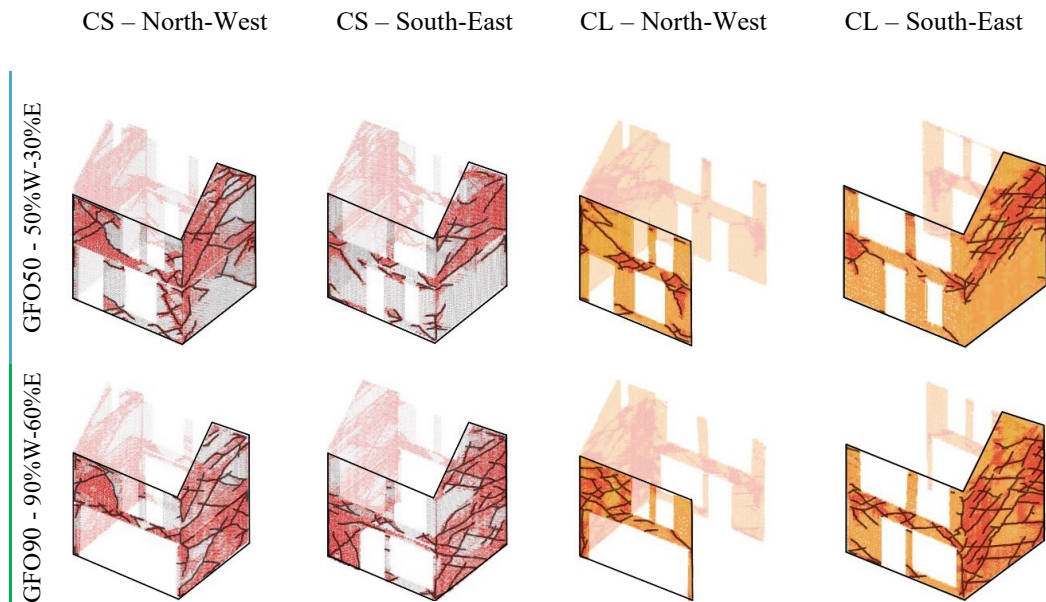 CS – North-West
CS – South-East
CL – North-West
CL – South-East
GFO50 - 50%W-30%E
GFO90 - 90%W-60%E